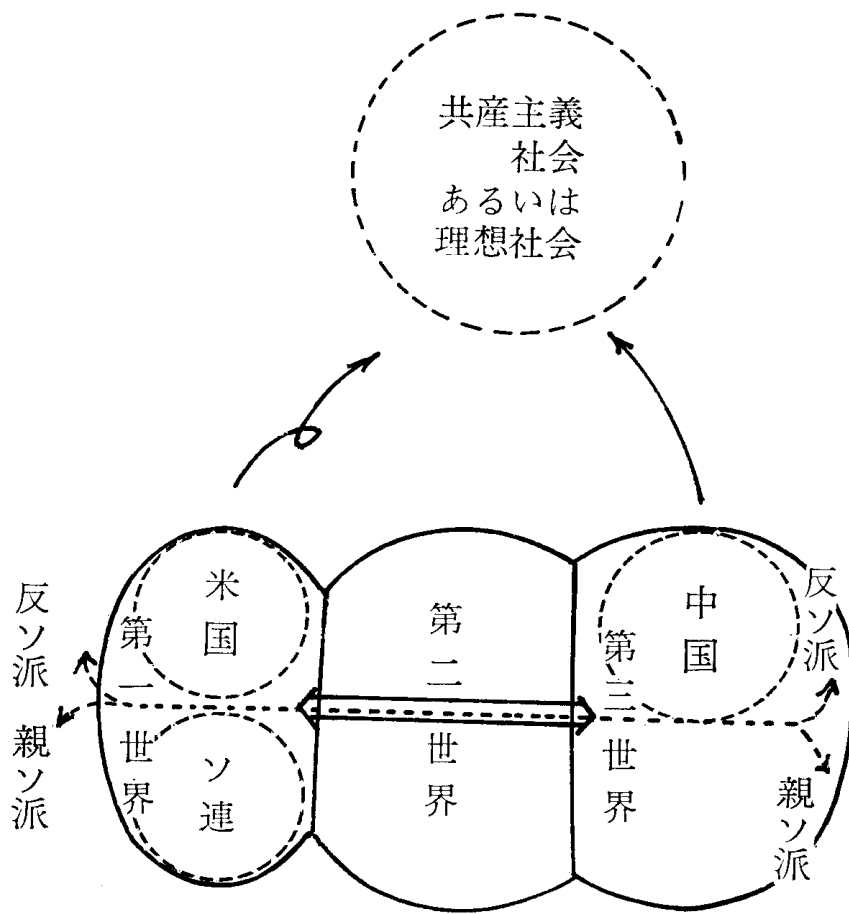 共産主義
社会
あるいは
理想社会
米国
ソ連
第一世界
第二世界
中国
第三世界
反ソ派
親ソ派
反ソ派
親ソ派